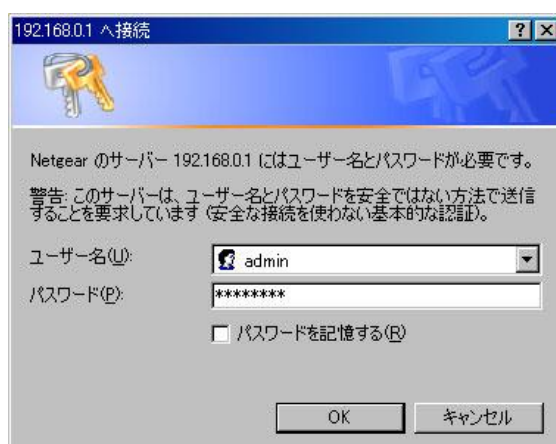 192.168.0.1 へ接続
Netgear のサーバー 192.168.0.1 にはユーザー名とパスワードが必要です。
警告: このサーバーは、ユーザー名とパスワードを安全ではない方法で送信
することを要求しています (安全な接続を使わない基本的な認証)。
ユーザー名(U):
admin
パスワード(P):
********
パスワードを記憶する(R)
OK
キャンセル